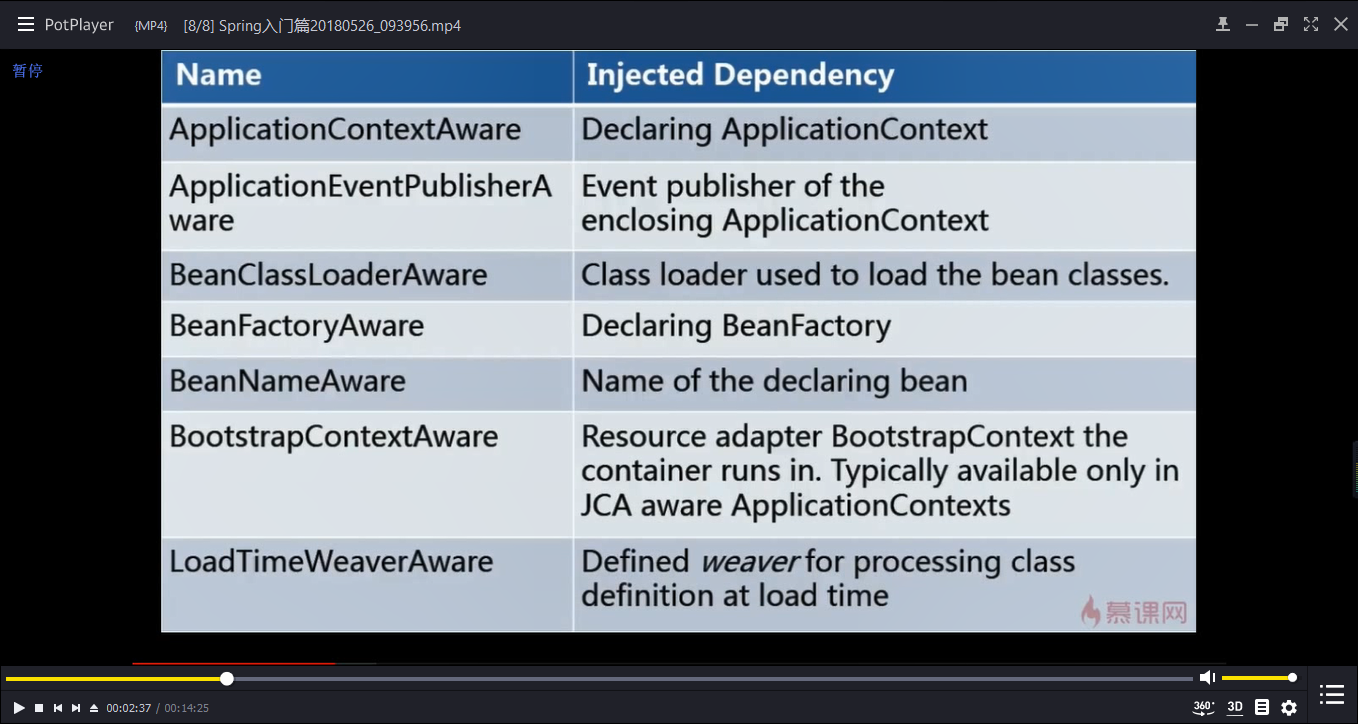 PotPlayer {MP4} [8/8] Spring入门篇20180526_093956.mp4
暂停
Name Injected Dependency
ApplicationContextAware Declaring ApplicationContext
ApplicationEventPublisherA Event publisher of the
ware enclosing ApplicationContext
BeanClassLoaderAware Class loader used to load the bean classes.
BeanFactoryAware Declaring BeanFactory
BeanNameAware Name of the declaring bean
BootstrapContextAware Resource adapter BootstrapContext the
container runs in. Typically available only in
JCA aware ApplicationContexts
LoadTimeWeaverAware Defined weaver for processing class
definition at load time
慕课网
00:02:37 / 00:14:25 360° 3D